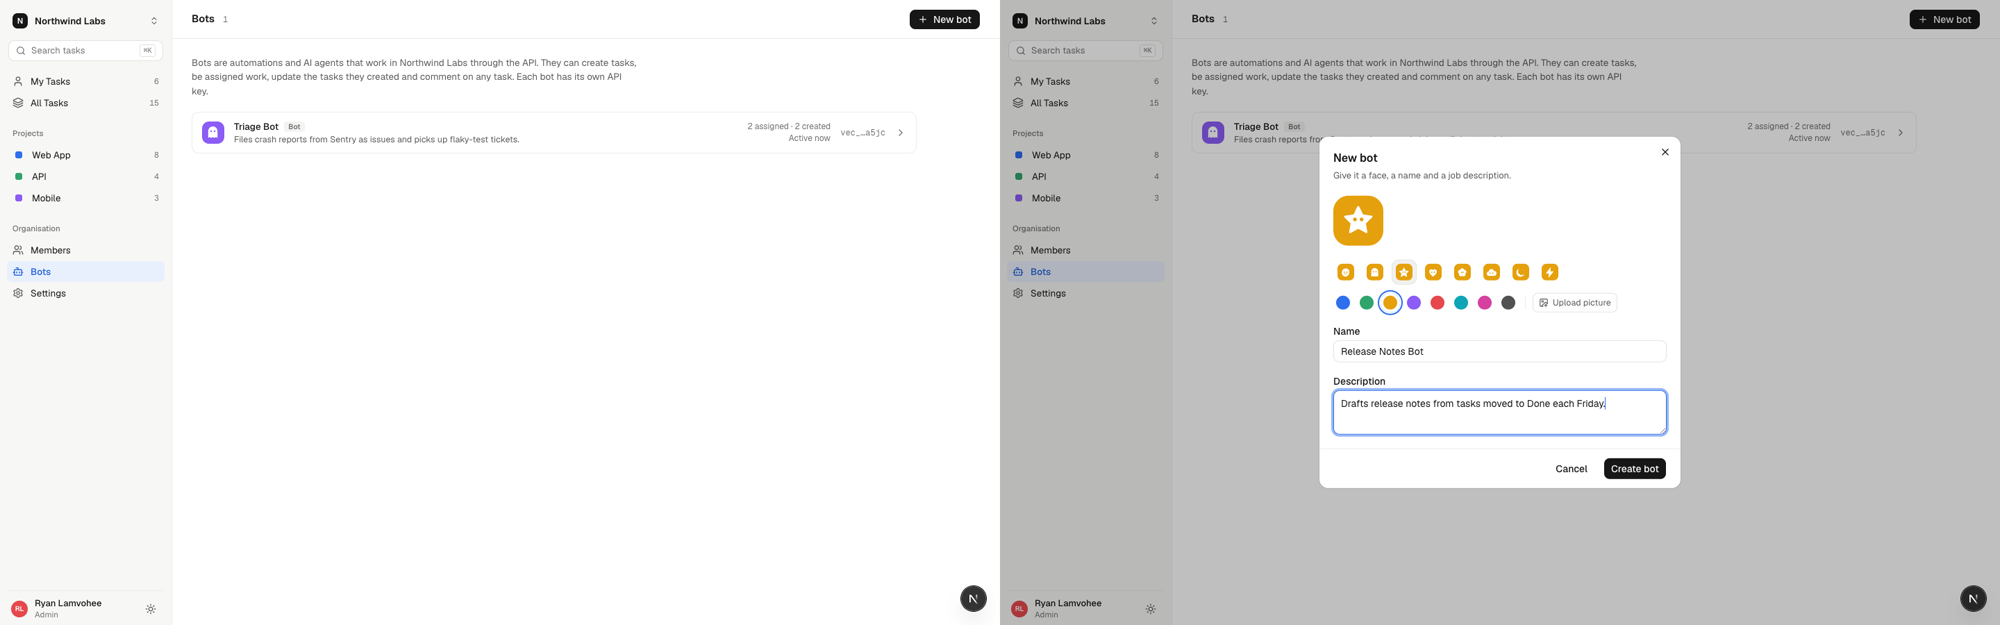 N Northwind Labs
Search tasks ⌘K
My Tasks 6
All Tasks 15
Projects
Web App 8
API 4
Mobile 3
Organisation
Members
Bots
Settings
RL
Ryan Lamvohee
Admin
Bots 1
+ New bot
Bots are automations and AI agents that work in Northwind Labs through the API. They can create tasks,
be assigned work, update the tasks they created and comment on any task. Each bot has its own API
key.
Triage Bot Bot
Files crash reports from Sentry as issues and picks up flaky-test tickets.
2 assigned · 2 created
Active now
vec_…a5jc
N
N Northwind Labs
Search tasks ⌘K
My Tasks 6
All Tasks 15
Projects
Web App 8
API 4
Mobile 3
Organisation
Members
Bots
Settings
RL
Ryan Lamvohee
Admin
Bots 1
+ New bot
Bots are automations and AI agents that work in Northwind Labs through the API. They can create tasks,
be assigned work, update the tasks they created and comment on any task. Each bot has its own API
key.
Triage Bot Bot
Files crash reports
2 assigned · 2 created
Active now
vec_…a5jc
New bot
Give it a face, a name and a job description.
Upload picture
Name
Release Notes Bot
Description
Drafts release notes from tasks moved to Done each Friday.
Cancel
Create bot
N